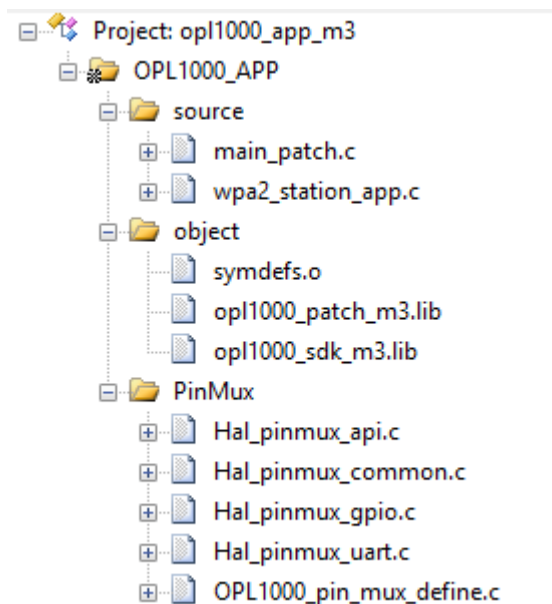 Project: opl1000_app_m3
OPL1000_APP
source
main_patch.c
wpa2_station_app.c
object
symdefs.o
opl1000_patch_m3.lib
opl1000_sdk_m3.lib
PinMux
Hal_pinmux_api.c
Hal_pinmux_common.c
Hal_pinmux_gpio.c
Hal_pinmux_uart.c
OPL1000_pin_mux_define.c